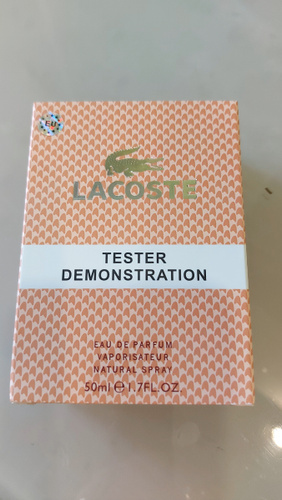 EU
LACOSTE
TESTER
DEMONSTRATION
EAU DE PARFUM
VAPORISATEUR
NATURAL SPRAY
50ml ℮ 1.7FL.OZ.